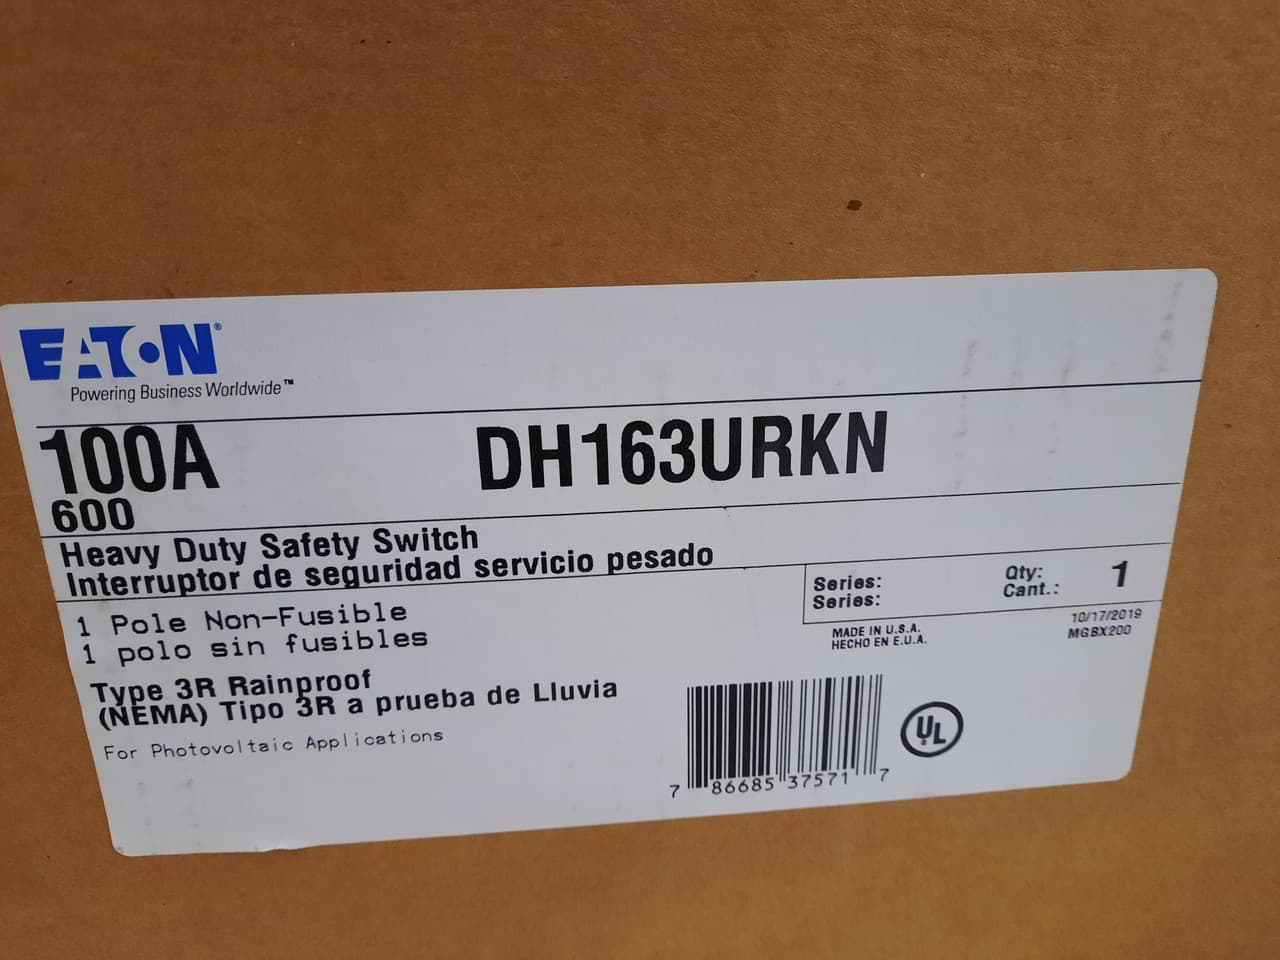 EATON®
Powering Business Worldwide™
100A DH163URKN
600
Heavy Duty Safety Switch
Interruptor de seguridad servicio pesado
Series: Qty: 1
Series: Cant.:
1 Pole Non-Fusible
1 polo sin fusibles
10/17/2019
MADE IN U.S.A. MGBX200
HECHO EN E.U.A.
Type 3R Rainproof
(NEMA) Tipo 3R a prueba de Lluvia
For Photovoltaic Applications
UL
7 86685 37571 7